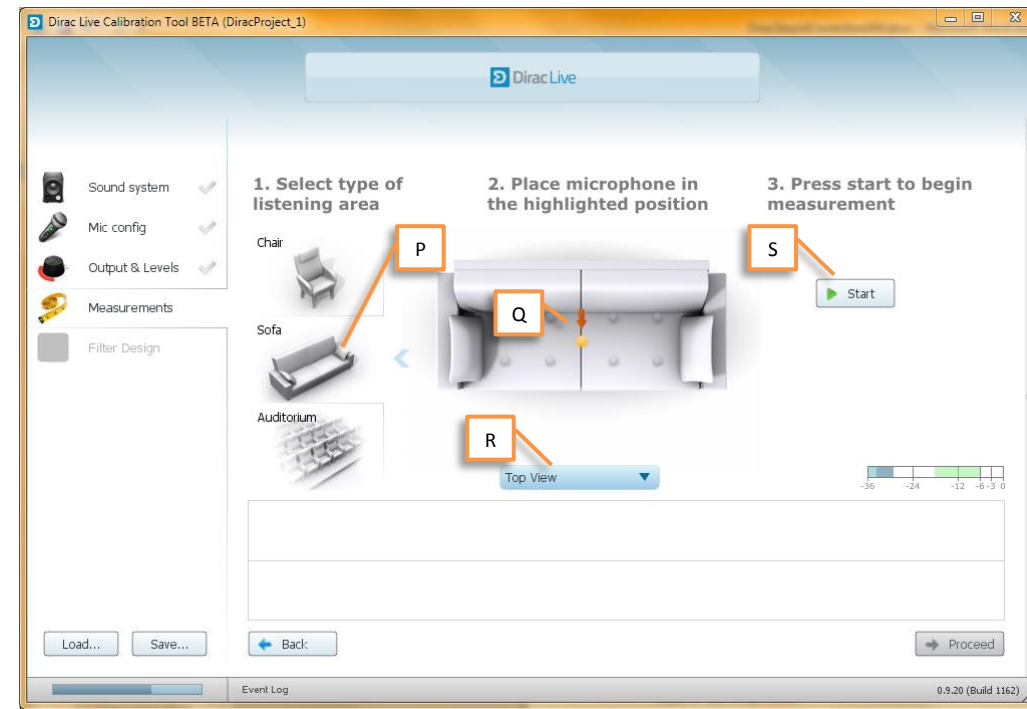 Dirac Live Calibration Tool BETA (DiracProject_1)
Dirac Live
Sound system
Mic config
Output & Levels
Measurements
Filter Design
1. Select type of
listening area
Chair
Sofa
Auditorium
P
2. Place microphone in
the highlighted position
Q
R
Top View
3. Press start to begin
measurement
S
Start
-36 -24 -12 -6 -3 0
Load... Save...
Back
Proceed
Event Log
0.9.20 (Build 1162)